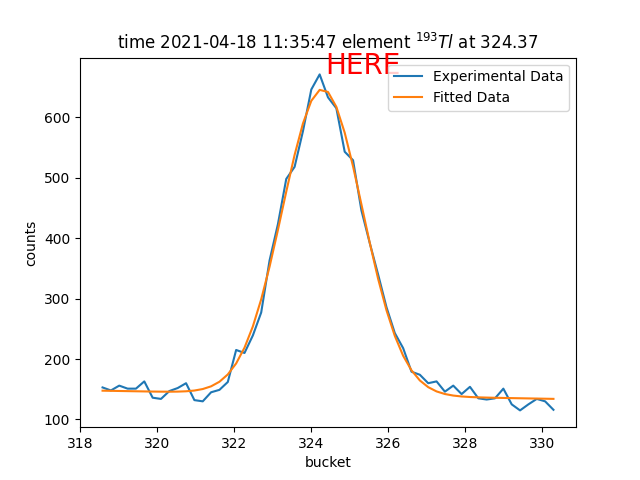 time 2021-04-18 11:35:47 element ¹⁹³Tl at 324.37
HERE
Experimental Data
Fitted Data
600
500
400
300
200
100
counts
318 320 322 324 326 328 330
bucket